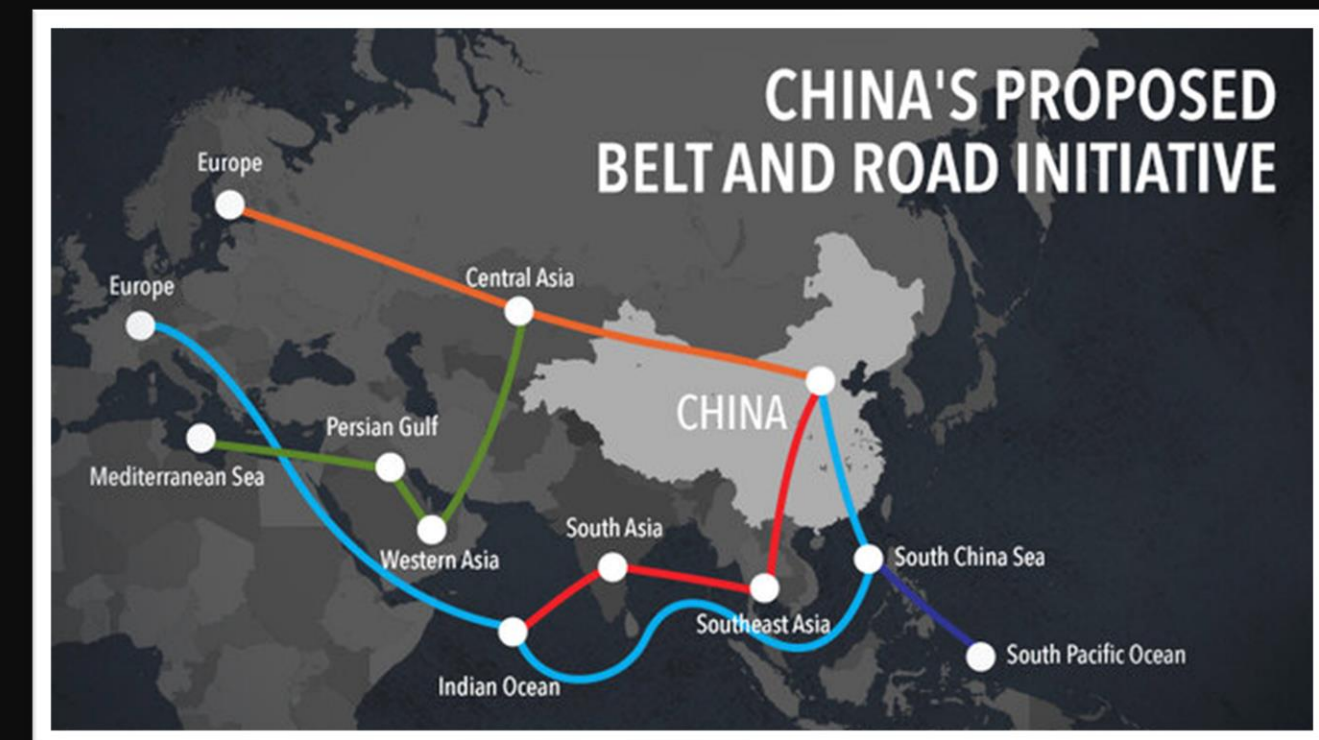 CHINA'S PROPOSED
BELT AND ROAD INITIATIVE
Europe
Central Asia
Europe
CHINA
Persian Gulf
Mediterranean Sea
South Asia
Western Asia
South China Sea
Southeast Asia
South Pacific Ocean
Indian Ocean